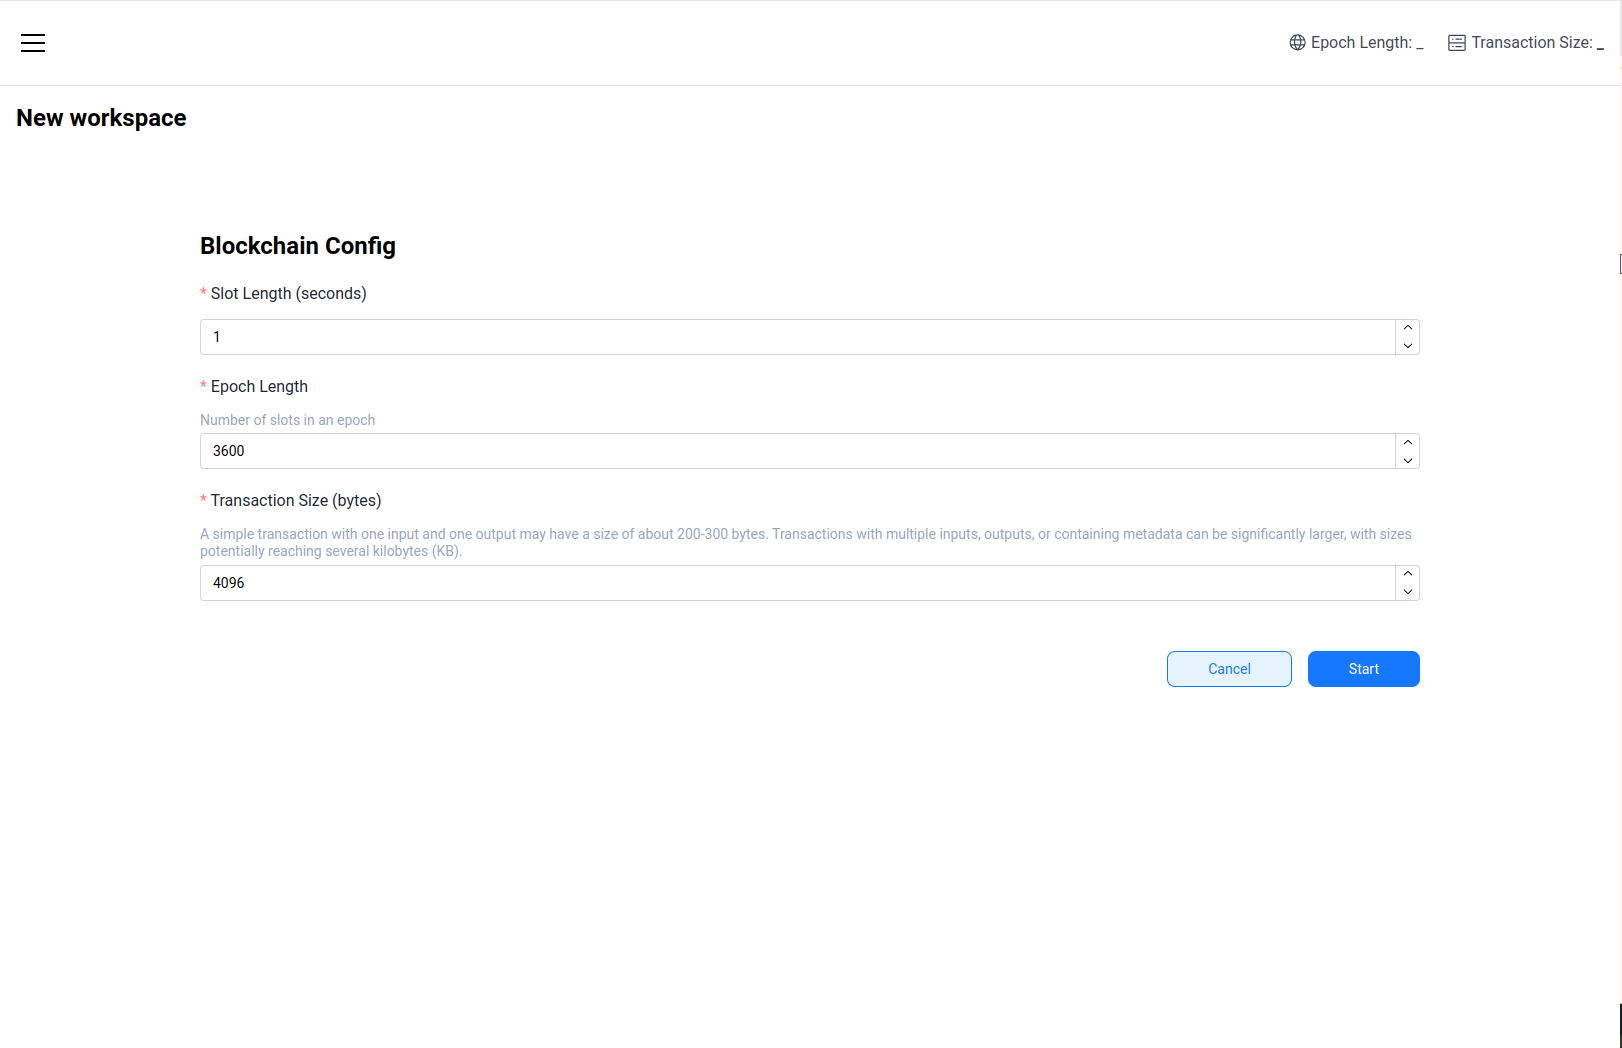 Epoch Length: _ Transaction Size: _
New workspace
Blockchain Config
* Slot Length (seconds)
1
* Epoch Length
Number of slots in an epoch
3600
* Transaction Size (bytes)
A simple transaction with one input and one output may have a size of about 200-300 bytes. Transactions with multiple inputs, outputs, or containing metadata can be significantly larger, with sizes
potentially reaching several kilobytes (KB).
4096
Cancel Start